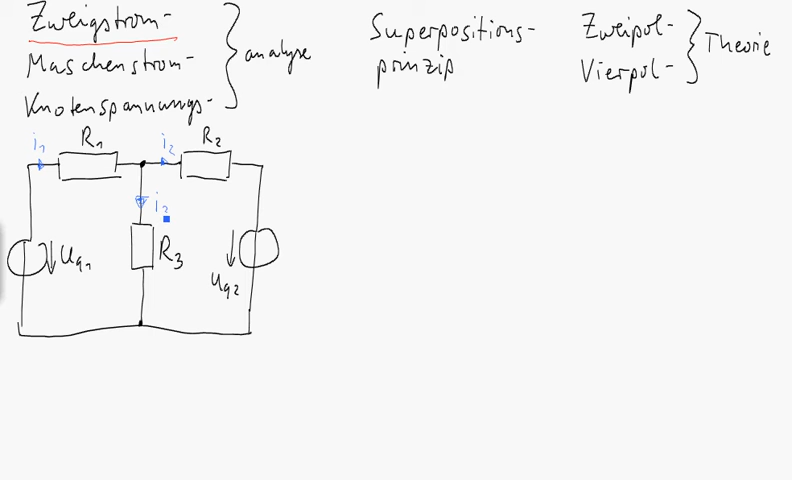 Zweigstrom-
Maschenstrom-
Knotenspannungs-
analyse
Superpositions-
prinzip
Zweipol-
Vierpol-
Theorie
i1
R1
i2
R2
i3
R3
uq1
uq2